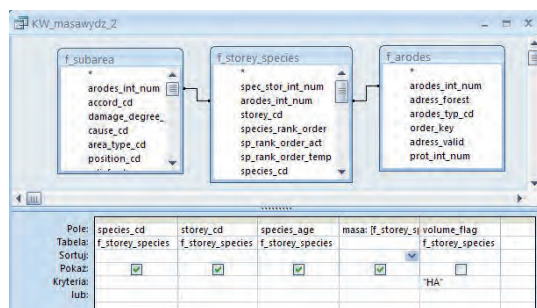 KW_masawydz_2
f_subarea
*
arodes_int_num
accord_cd
damage_degree_
cause_cd
area_type_cd
position_cd
f_storey_species
*
spec_stor_int_num
arodes_int_num
storey_cd
species_rank_order
sp_rank_order_act
sp_rank_order_temp
species_cd
f_arodes
*
arodes_int_num
adress_forest
arodes_typ_cd
order_key
adress_valid
prot_int_num
Pole: species_cd storey_cd species_age masa: [f_storey_sp volume_flag
Tabela: f_storey_species f_storey_species f_storey_species f_storey_species
Sortuj:
Pokaż:
Kryteria: "HA"
lub: